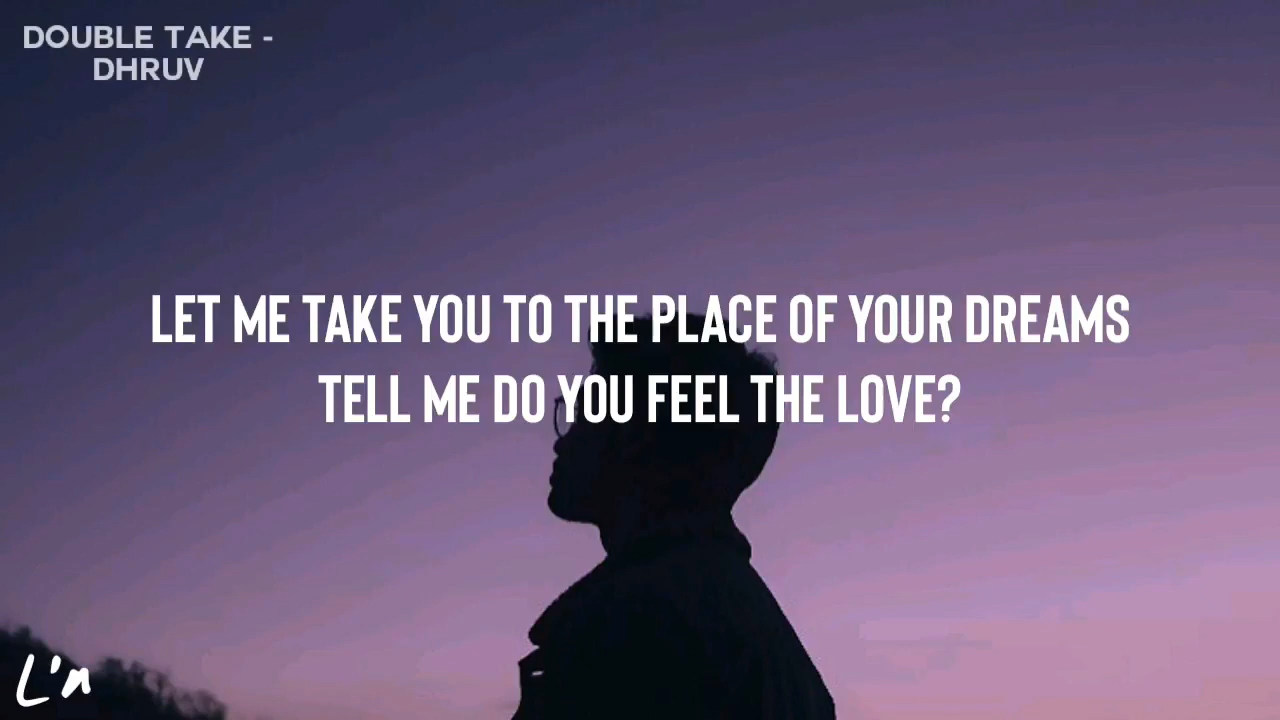 DOUBLE TAKE -
DHRUV
LET ME TAKE YOU TO THE PLACE OF YOUR DREAMS
TELL ME DO YOU FEEL THE LOVE?
L'n